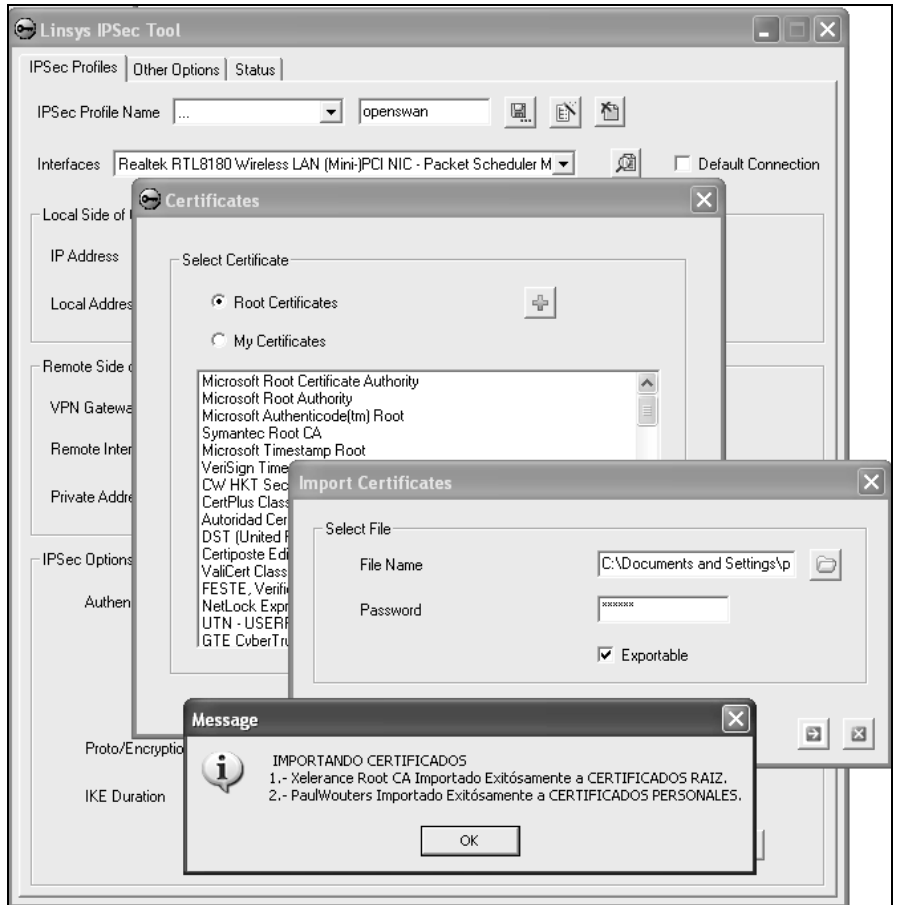 Linsys IPSec Tool
IPSec Profiles Other Options Status
IPSec Profile Name ... openswan
Interfaces Realtek RTL8180 Wireless LAN (Mini-)PCI NIC - Packet Scheduler M Default Connection
Certificates
Local Side of
IP Address
Local Addres
Select Certificate
Root Certificates
My Certificates
Microsoft Root Certificate Authority
Microsoft Root Authority
Microsoft Authenticode(tm) Root
Symantec Root CA
Microsoft Timestamp Root
VeriSign Time
CW HKT Sec
CertPlus Class
Autoridad Cer
DST (United
Certiposte Edi
ValiCert Class
FESTE, Verifi
NetLock Expr
UTN - USERF
GTE CyberTru
Remote Side
VPN Gatewa
Remote Inter
Private Addre
IPSec Options
Authen
Proto/Encryptio
IKE Duration
Import Certificates
Select File
File Name C:\Documents and Settings\p
Password xxxxxx
Exportable
Message
IMPORTANDO CERTIFICADOS
1.- Xelerance Root CA Importado Exitósamente a CERTIFICADOS RAIZ.
2.- PaulWouters Importado Exitósamente a CERTIFICADOS PERSONALES.
OK